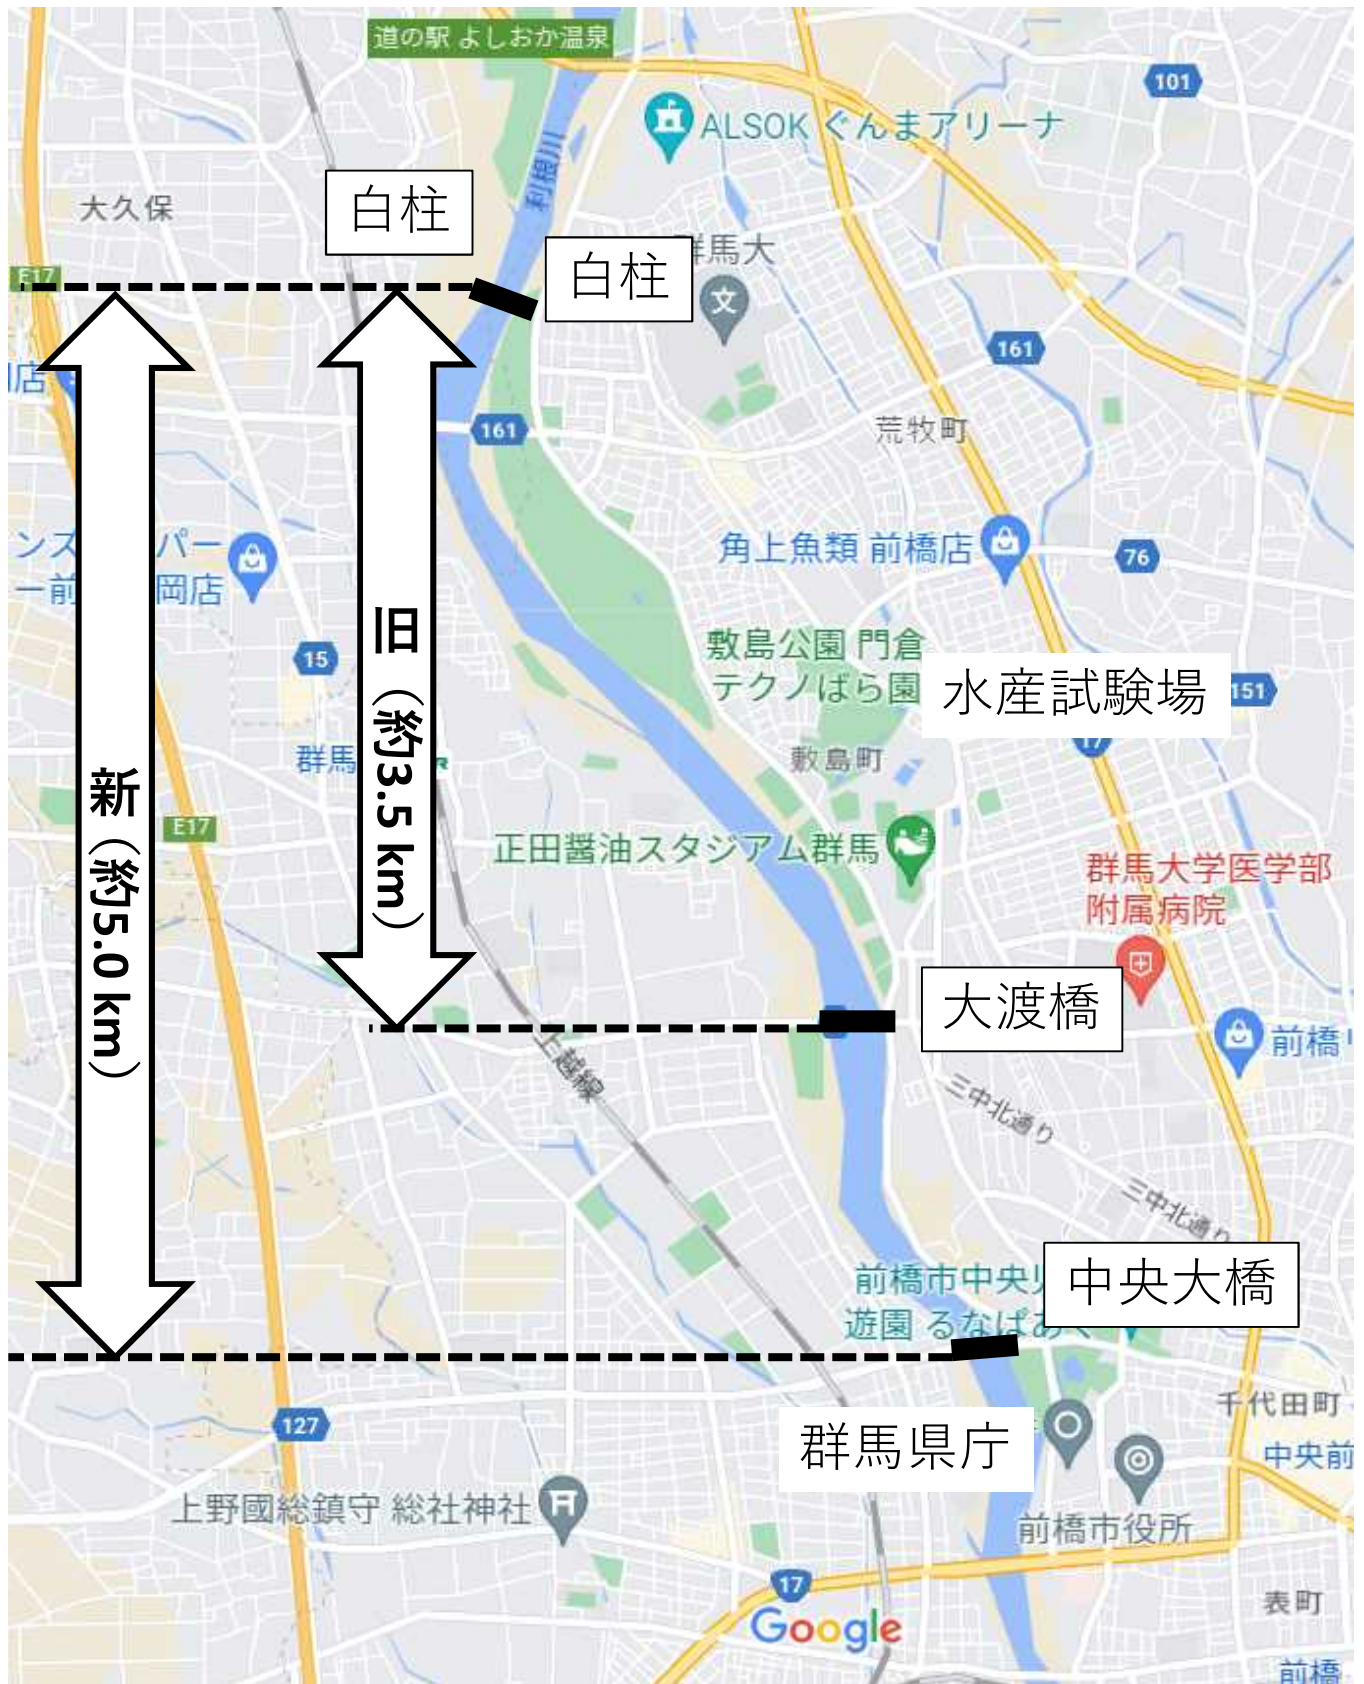 道の駅 よしおか温泉
101
ALSOK ぐんまアリーナ
利根川
大久保
白柱
白柱
群馬大
E17
161
店
161
荒牧町
角上魚類 前橋店
76
ンズ
パー
ー前
岡店
15
敷島公園 門倉
テクノばら園
水産試験場
151
17
敷島町
群馬
旧（約3.5 km）
新（約5.0 km）
E17
正田醤油スタジアム群馬
群馬大学医学部
附属病院
大渡橋
前橋
上越線
三中北通り
三中北通り
前橋市中央
遊園 るなぱあく
中央大橋
127
千代田町
群馬県庁
中央前
上野國総鎮守 総社神社
前橋市役所
17
Google
表町
前橋